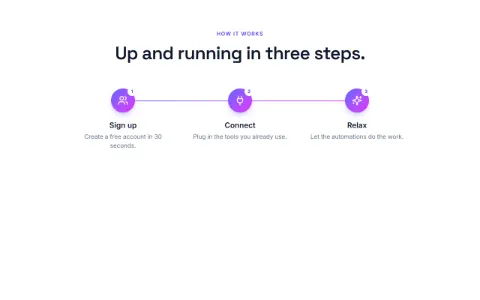 HOW IT WORKS
Up and running in three steps.
1
2
3
Sign up
Connect
Relax
Create a free account in 30
seconds.
Plug in the tools you already use.
Let the automations do the work.